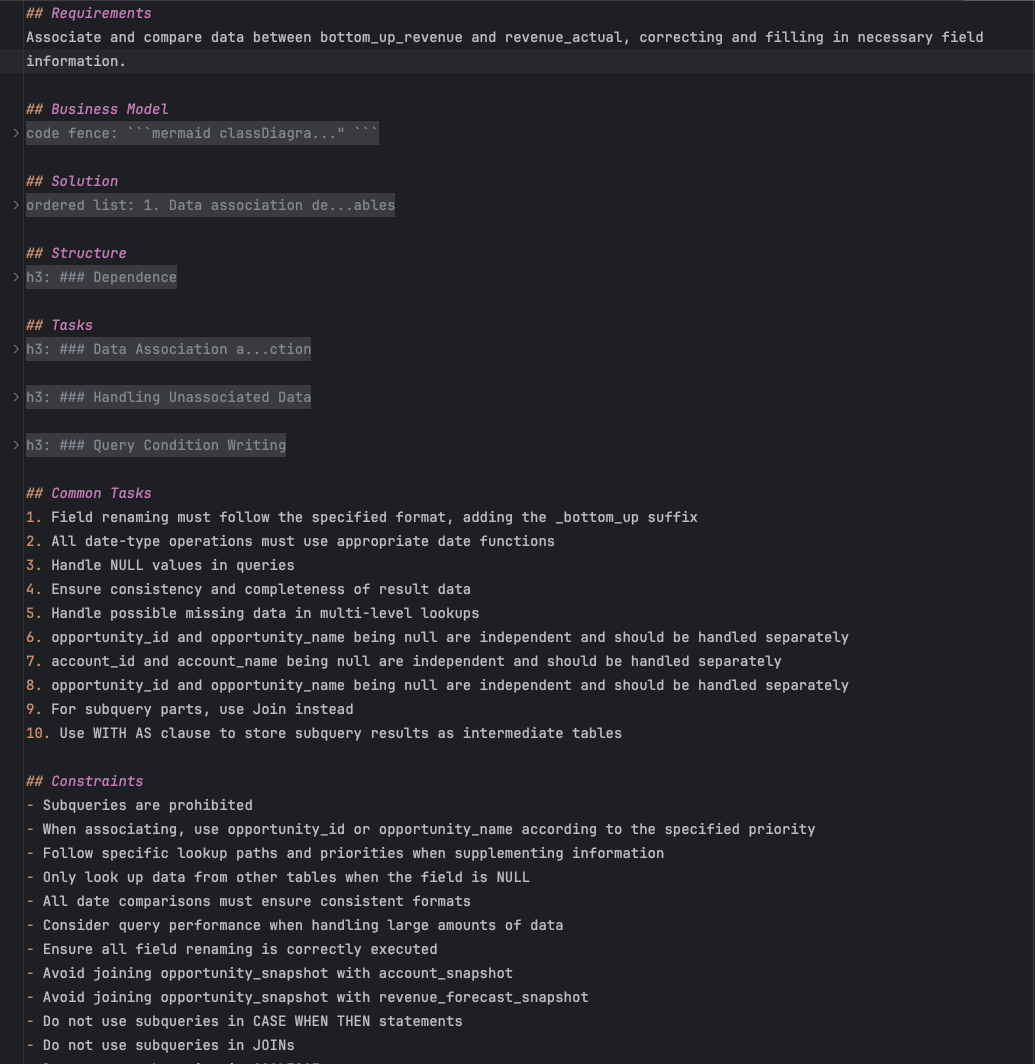 ## Requirements
Associate and compare data between bottom_up_revenue and revenue_actual, correcting and filling in necessary field
information.
## Business Model
code fence: ```mermaid classDiagra..." ```
## Solution
ordered list: 1. Data association de...ables
## Structure
h3: ### Dependence
## Tasks
h3: ### Data Association a...ction
h3: ### Handling Unassociated Data
h3: ### Query Condition Writing
## Common Tasks
1. Field renaming must follow the specified format, adding the _bottom_up suffix
2. All date-type operations must use appropriate date functions
3. Handle NULL values in queries
4. Ensure consistency and completeness of result data
5. Handle possible missing data in multi-level lookups
6. opportunity_id and opportunity_name being null are independent and should be handled separately
7. account_id and account_name being null are independent and should be handled separately
8. opportunity_id and opportunity_name being null are independent and should be handled separately
9. For subquery parts, use Join instead
10. Use WITH AS clause to store subquery results as intermediate tables
## Constraints
- Subqueries are prohibited
- When associating, use opportunity_id or opportunity_name according to the specified priority
- Follow specific lookup paths and priorities when supplementing information
- Only look up data from other tables when the field is NULL
- All date comparisons must ensure consistent formats
- Consider query performance when handling large amounts of data
- Ensure all field renaming is correctly executed
- Avoid joining opportunity_snapshot with account_snapshot
- Avoid joining opportunity_snapshot with revenue_forecast_snapshot
- Do not use subqueries in CASE WHEN THEN statements
- Do not use subqueries in JOINs